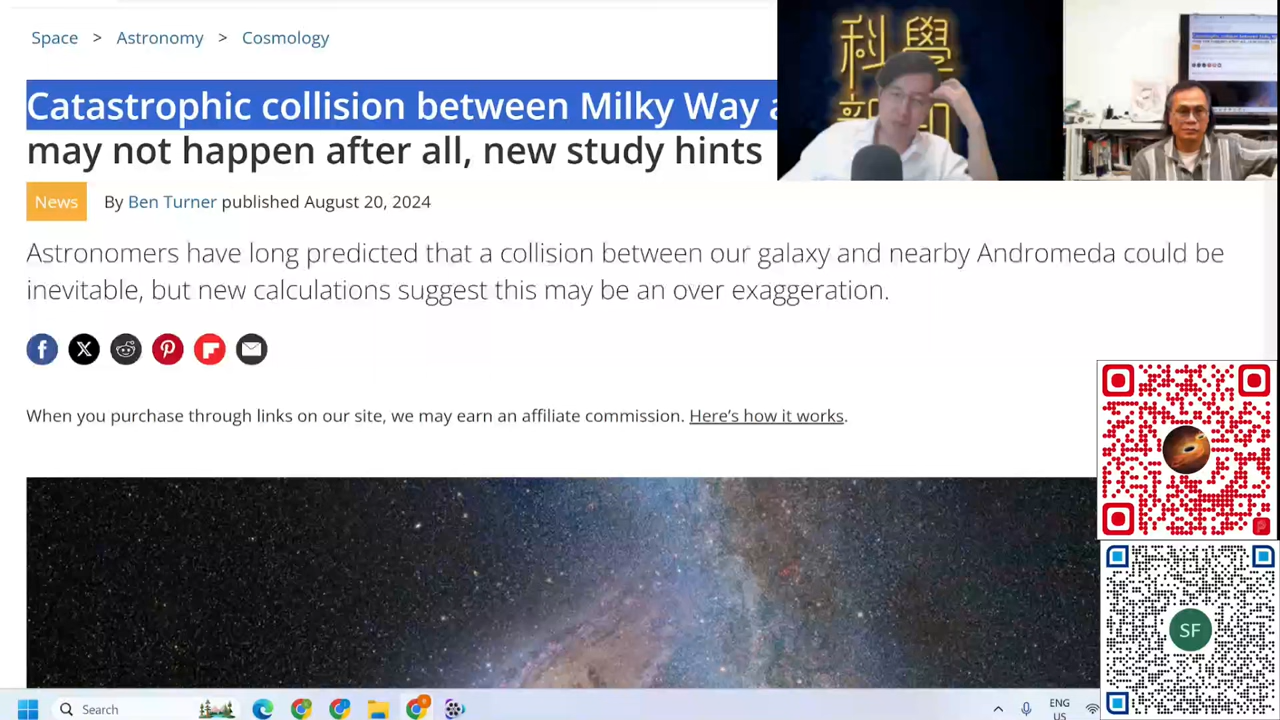 Space > Astronomy > Cosmology
Catastrophic collision between Milky Way
may not happen after all, new study hints
News By Ben Turner published August 20, 2024
Astronomers have long predicted that a collision between our galaxy and nearby Andromeda could be
inevitable, but new calculations suggest this may be an over exaggeration.
When you purchase through links on our site, we may earn an affiliate commission. Here's how it works.
科學
SF
Search
ENG
US